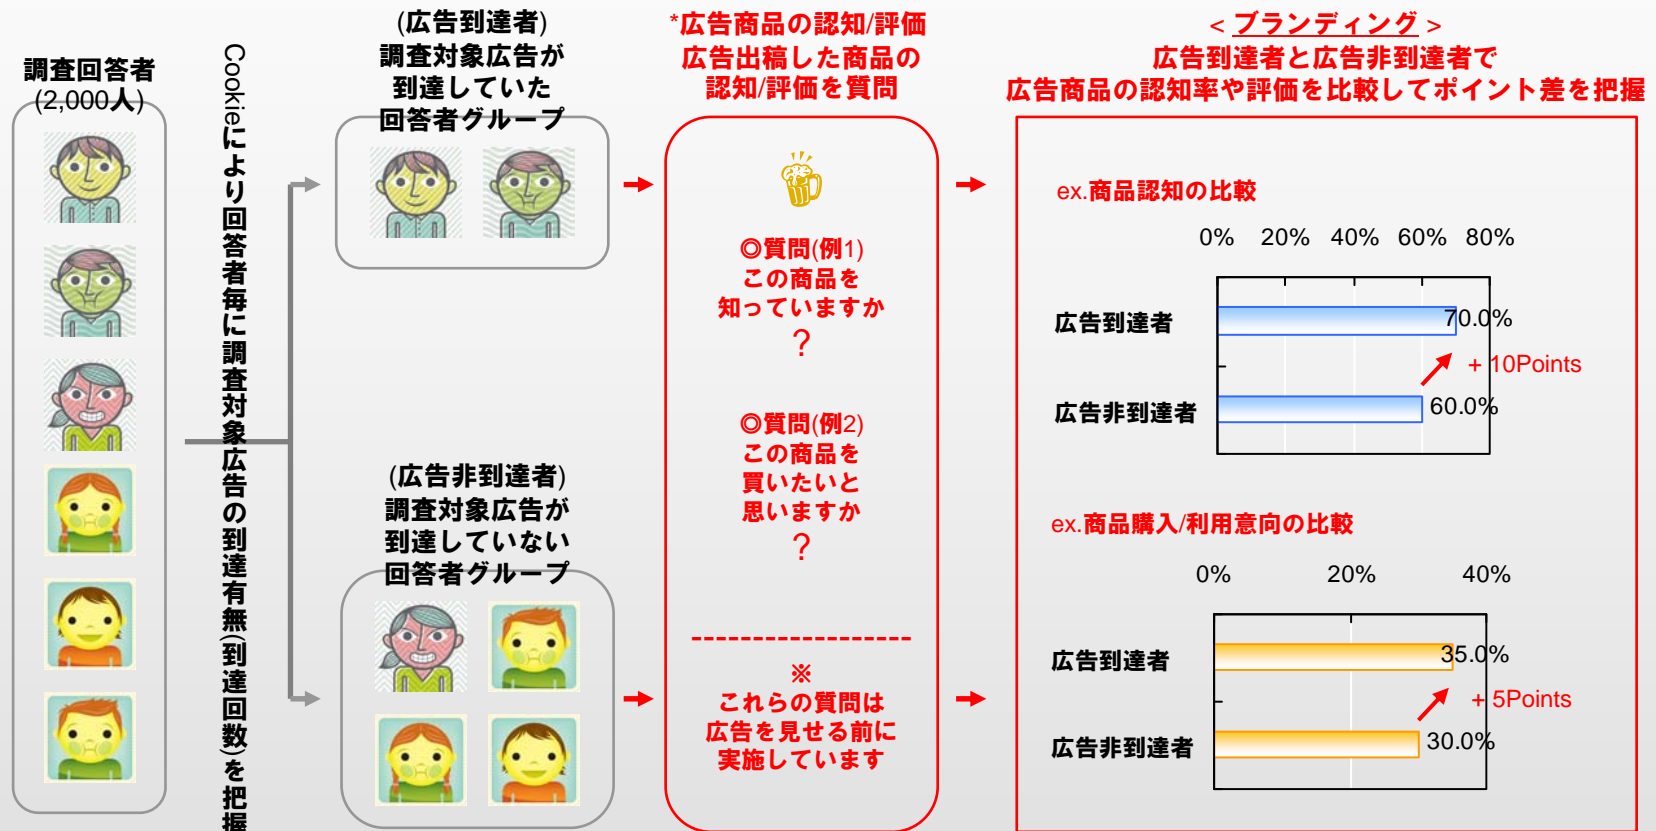 調査回答者
(2,000人)
Cookieにより回答者毎に調査対象広告の到達有無(到達回数)を把握
(広告到達者)
調査対象広告が
到達していた
回答者グループ
(広告非到達者)
調査対象広告が
到達していない
回答者グループ
*広告商品の認知/評価
広告出稿した商品の
認知/評価を質問
◎質問(例1)
この商品を
知っていますか
?
◎質問(例2)
この商品を
買いたいと
思いますか
?
-------------------
※
これらの質問は
広告を見せる前に
実施しています
< ブランディング >
広告到達者と広告非到達者で
広告商品の認知率や評価を比較してポイント差を把握
ex.商品認知の比較
0% 20% 40% 60% 80%
広告到達者 70.0%
+ 10Points
広告非到達者 60.0%
ex.商品購入/利用意向の比較
0% 20% 40%
広告到達者 35.0%
+ 5Points
広告非到達者 30.0%